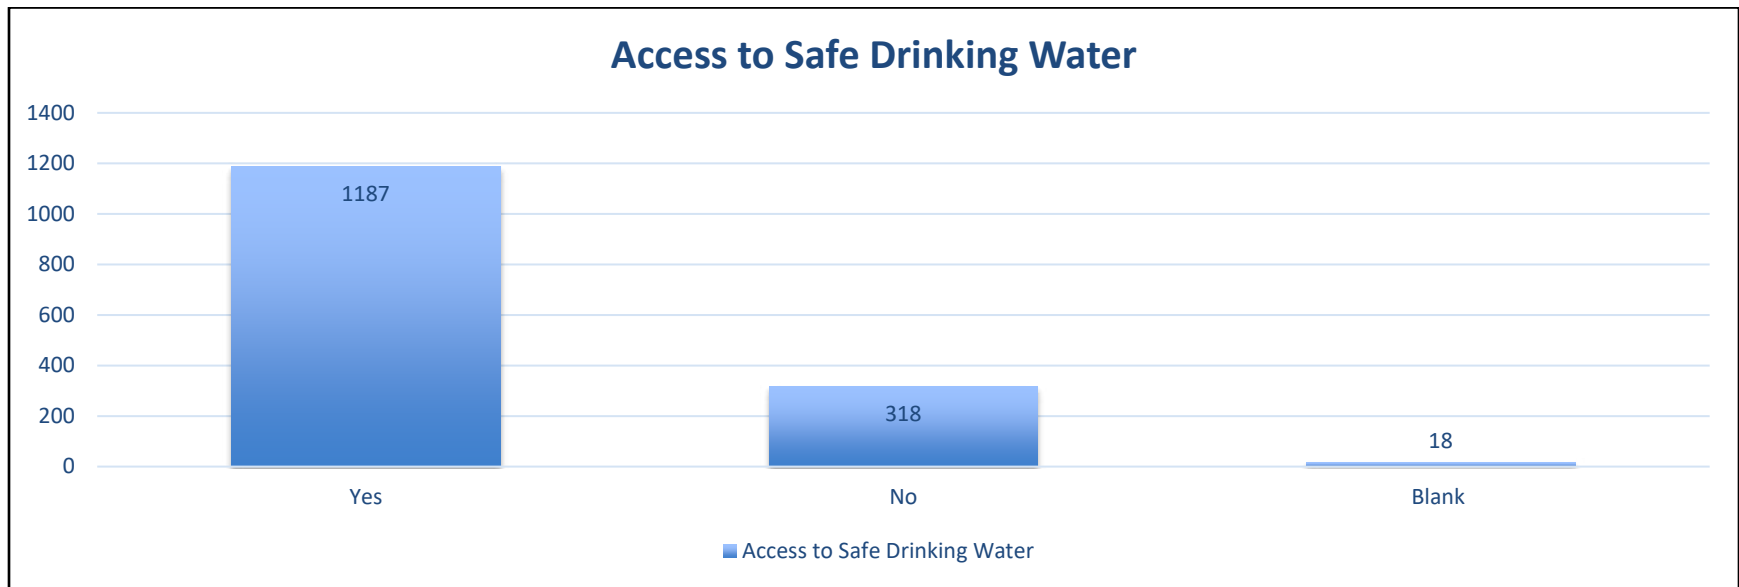 Access to Safe Drinking Water
1400
1200
1000
800
600
400
200
0
1187
318
18
Yes
No
Blank
Access to Safe Drinking Water